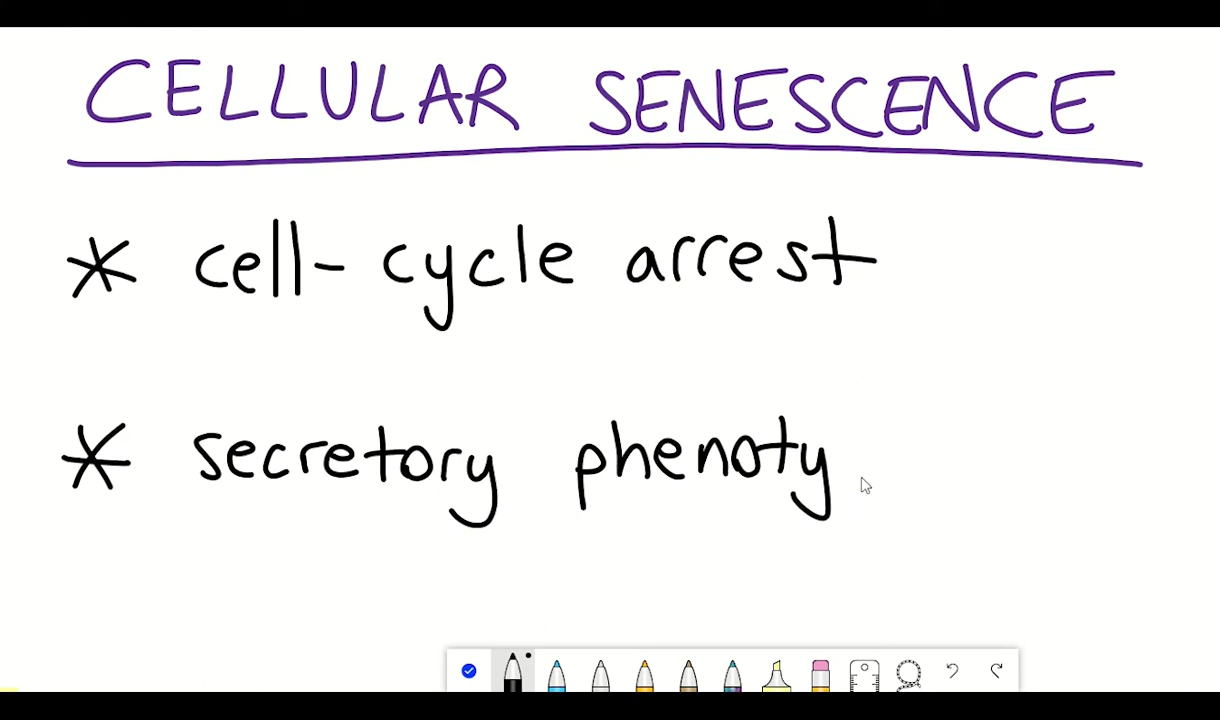 CELLULAR SENESCENCE
* cell-cycle arrest
* secretory phenoty